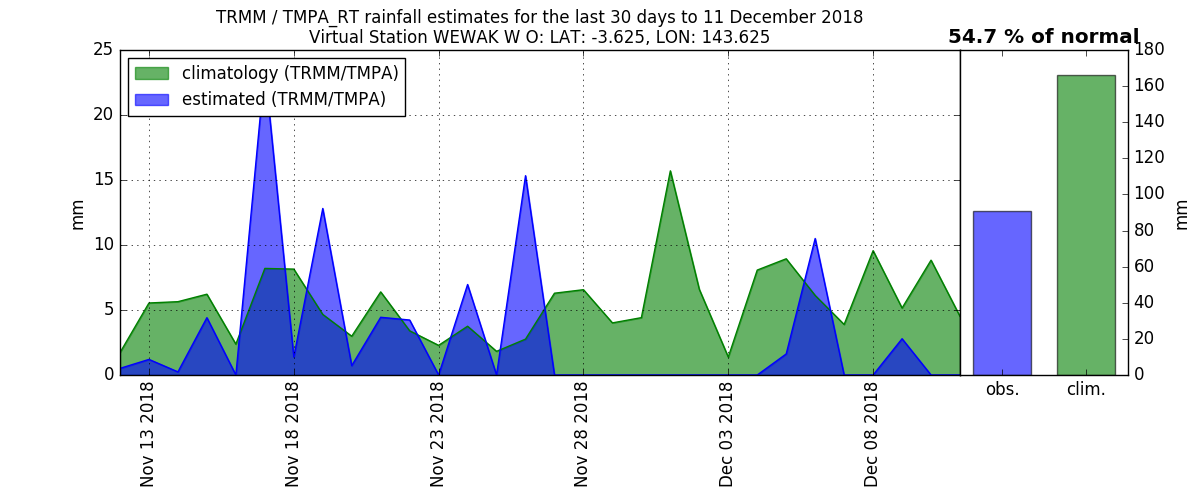 TRMM / TMPA_RT rainfall estimates for the last 30 days to 11 December 2018
Virtual Station WEWAK W O: LAT: -3.625, LON: 143.625
54.7 % of normal
climatology (TRMM/TMPA)
estimated (TRMM/TMPA)
25
20
15
10
5
0
mm
Nov 13 2018
Nov 18 2018
Nov 23 2018
Nov 28 2018
Dec 03 2018
Dec 08 2018
180
160
140
120
100
80
60
40
20
0
mm
obs.
clim.